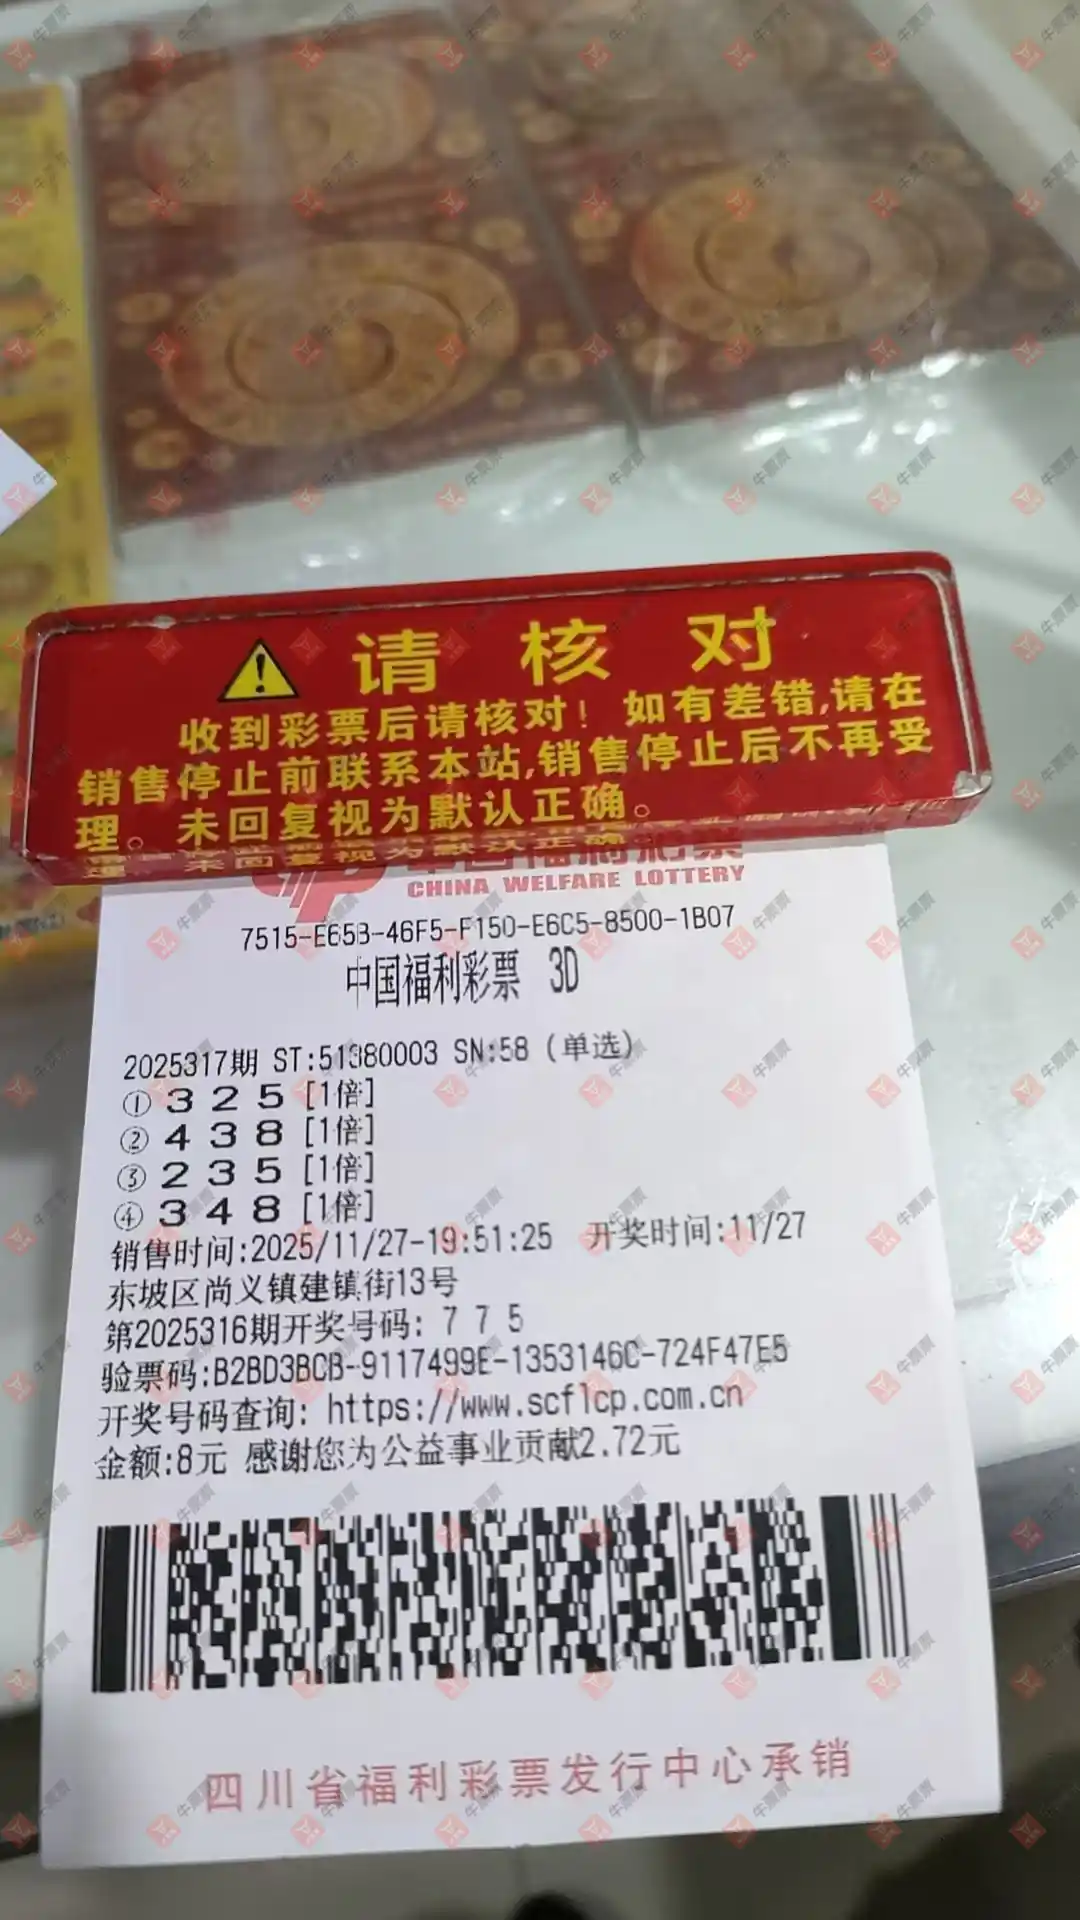 请核对
收到彩票后请核对！如有差错,请在
销售停止前联系本站,销售停止后不再受
理。未回复视为默认正确。
CHINA WELFARE LOTTERY
7515-E65B-46F5-F150-E6C5-8500-1B07
中国福利彩票 3D
2025317期 ST:51380003 SN:58 (单选)
① 3 2 5 [1倍]
② 4 3 8 [1倍]
③ 2 3 5 [1倍]
④ 3 4 8 [1倍]
销售时间:2025/11/27-19:51:25 开奖时间:11/27
东坡区尚义镇建镇街13号
第2025316期开奖号码: 7 7 5
验票码:B2BD3BCB-9117499E-1353146C-724F47E5
开奖号码查询: https://www.scflcp.com.cn
金额:8元 感谢您为公益事业贡献2.72元
四川省福利彩票发行中心承销
牛票票